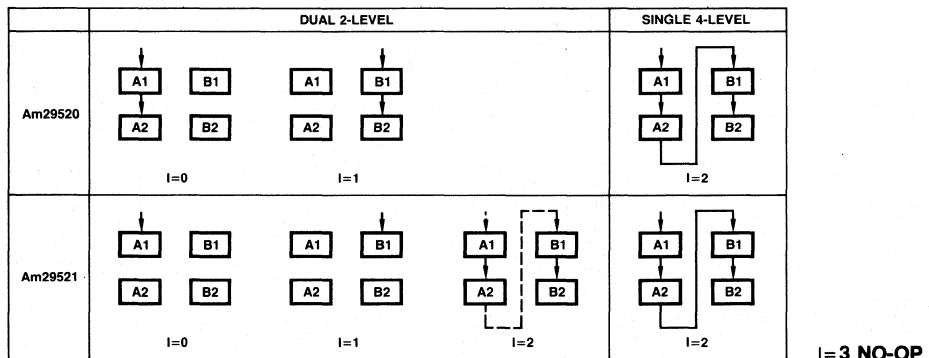 DUAL 2-LEVEL SINGLE 4-LEVEL
A1 B1 A1 B1 A1 B1
Am29520
A2 B2 A2 B2 A2 B2
I=0 I=1 I=2
A1 B1 A1 B1 A1 B1 A1 B1
Am29521
A2 B2 A2 B2 A2 B2 A2 B2
I=0 I=1 I=2 I=2
I=3 NO-OP